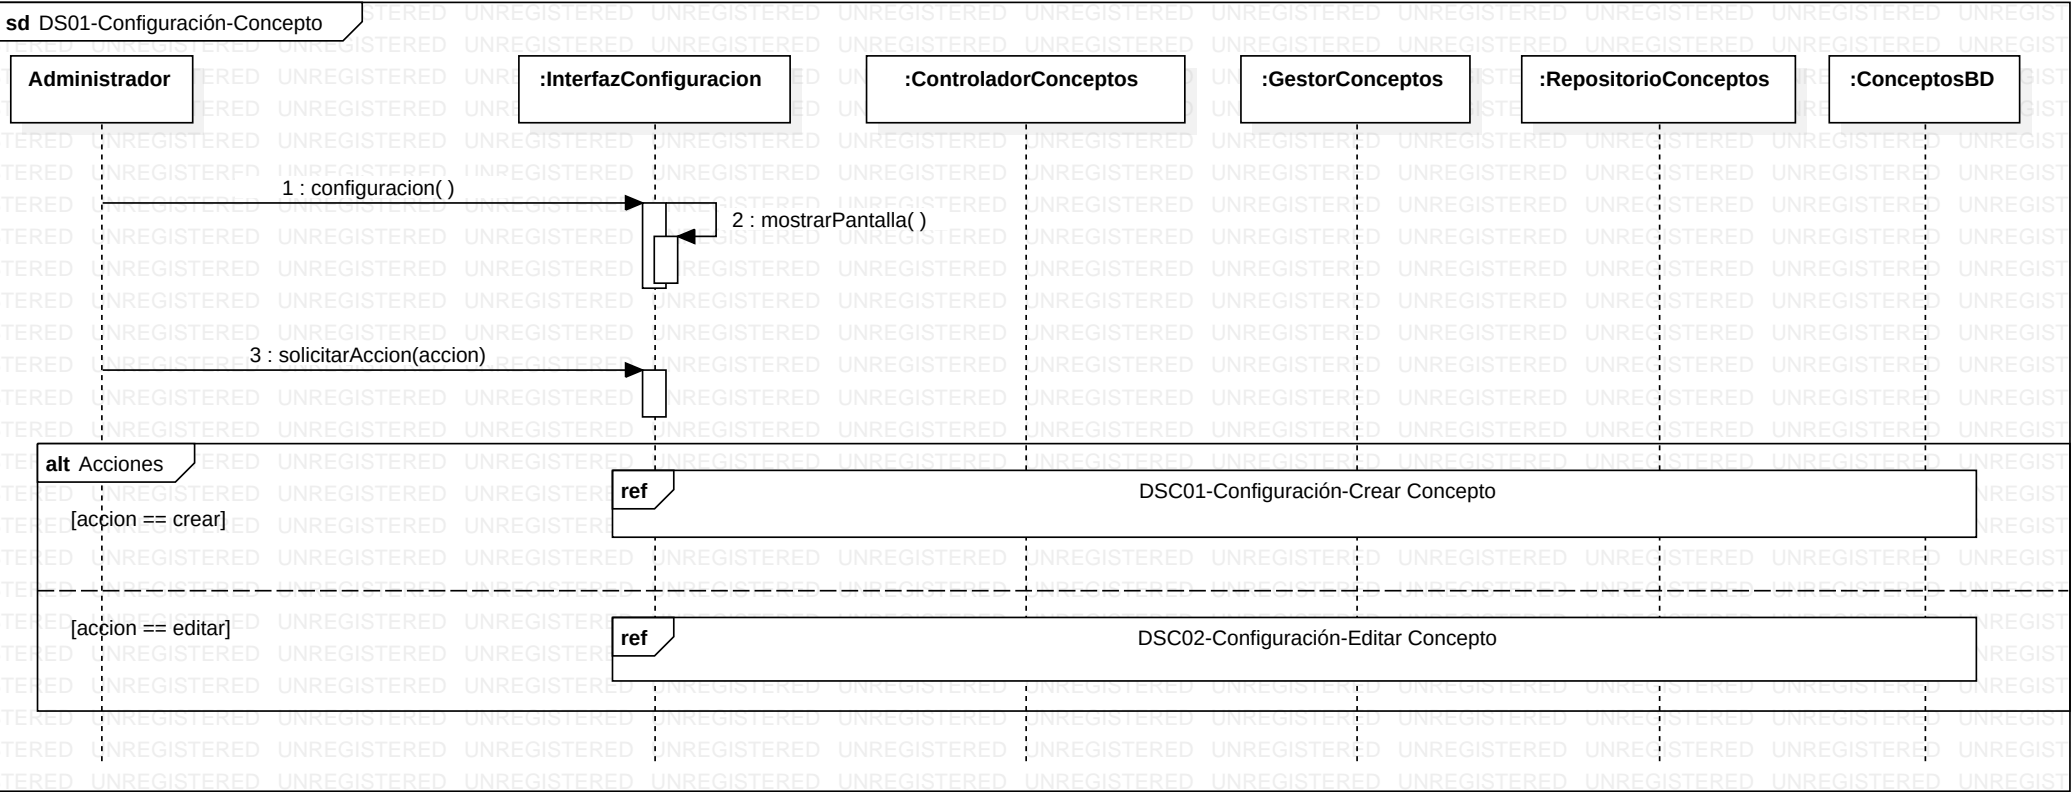 sd DS01-Configuración-Concepto
Administrador
:InterfazConfiguracion
:ControladorConceptos
:GestorConceptos
:RepositorioConceptos
:ConceptosBD
1 : configuracion( )
2 : mostrarPantalla( )
3 : solicitarAccion(accion)
alt Acciones
ref
DSC01-Configuración-Crear Concepto
[accion == crear]
[accion == editar]
ref
DSC02-Configuración-Editar Concepto
UNREGISTERED